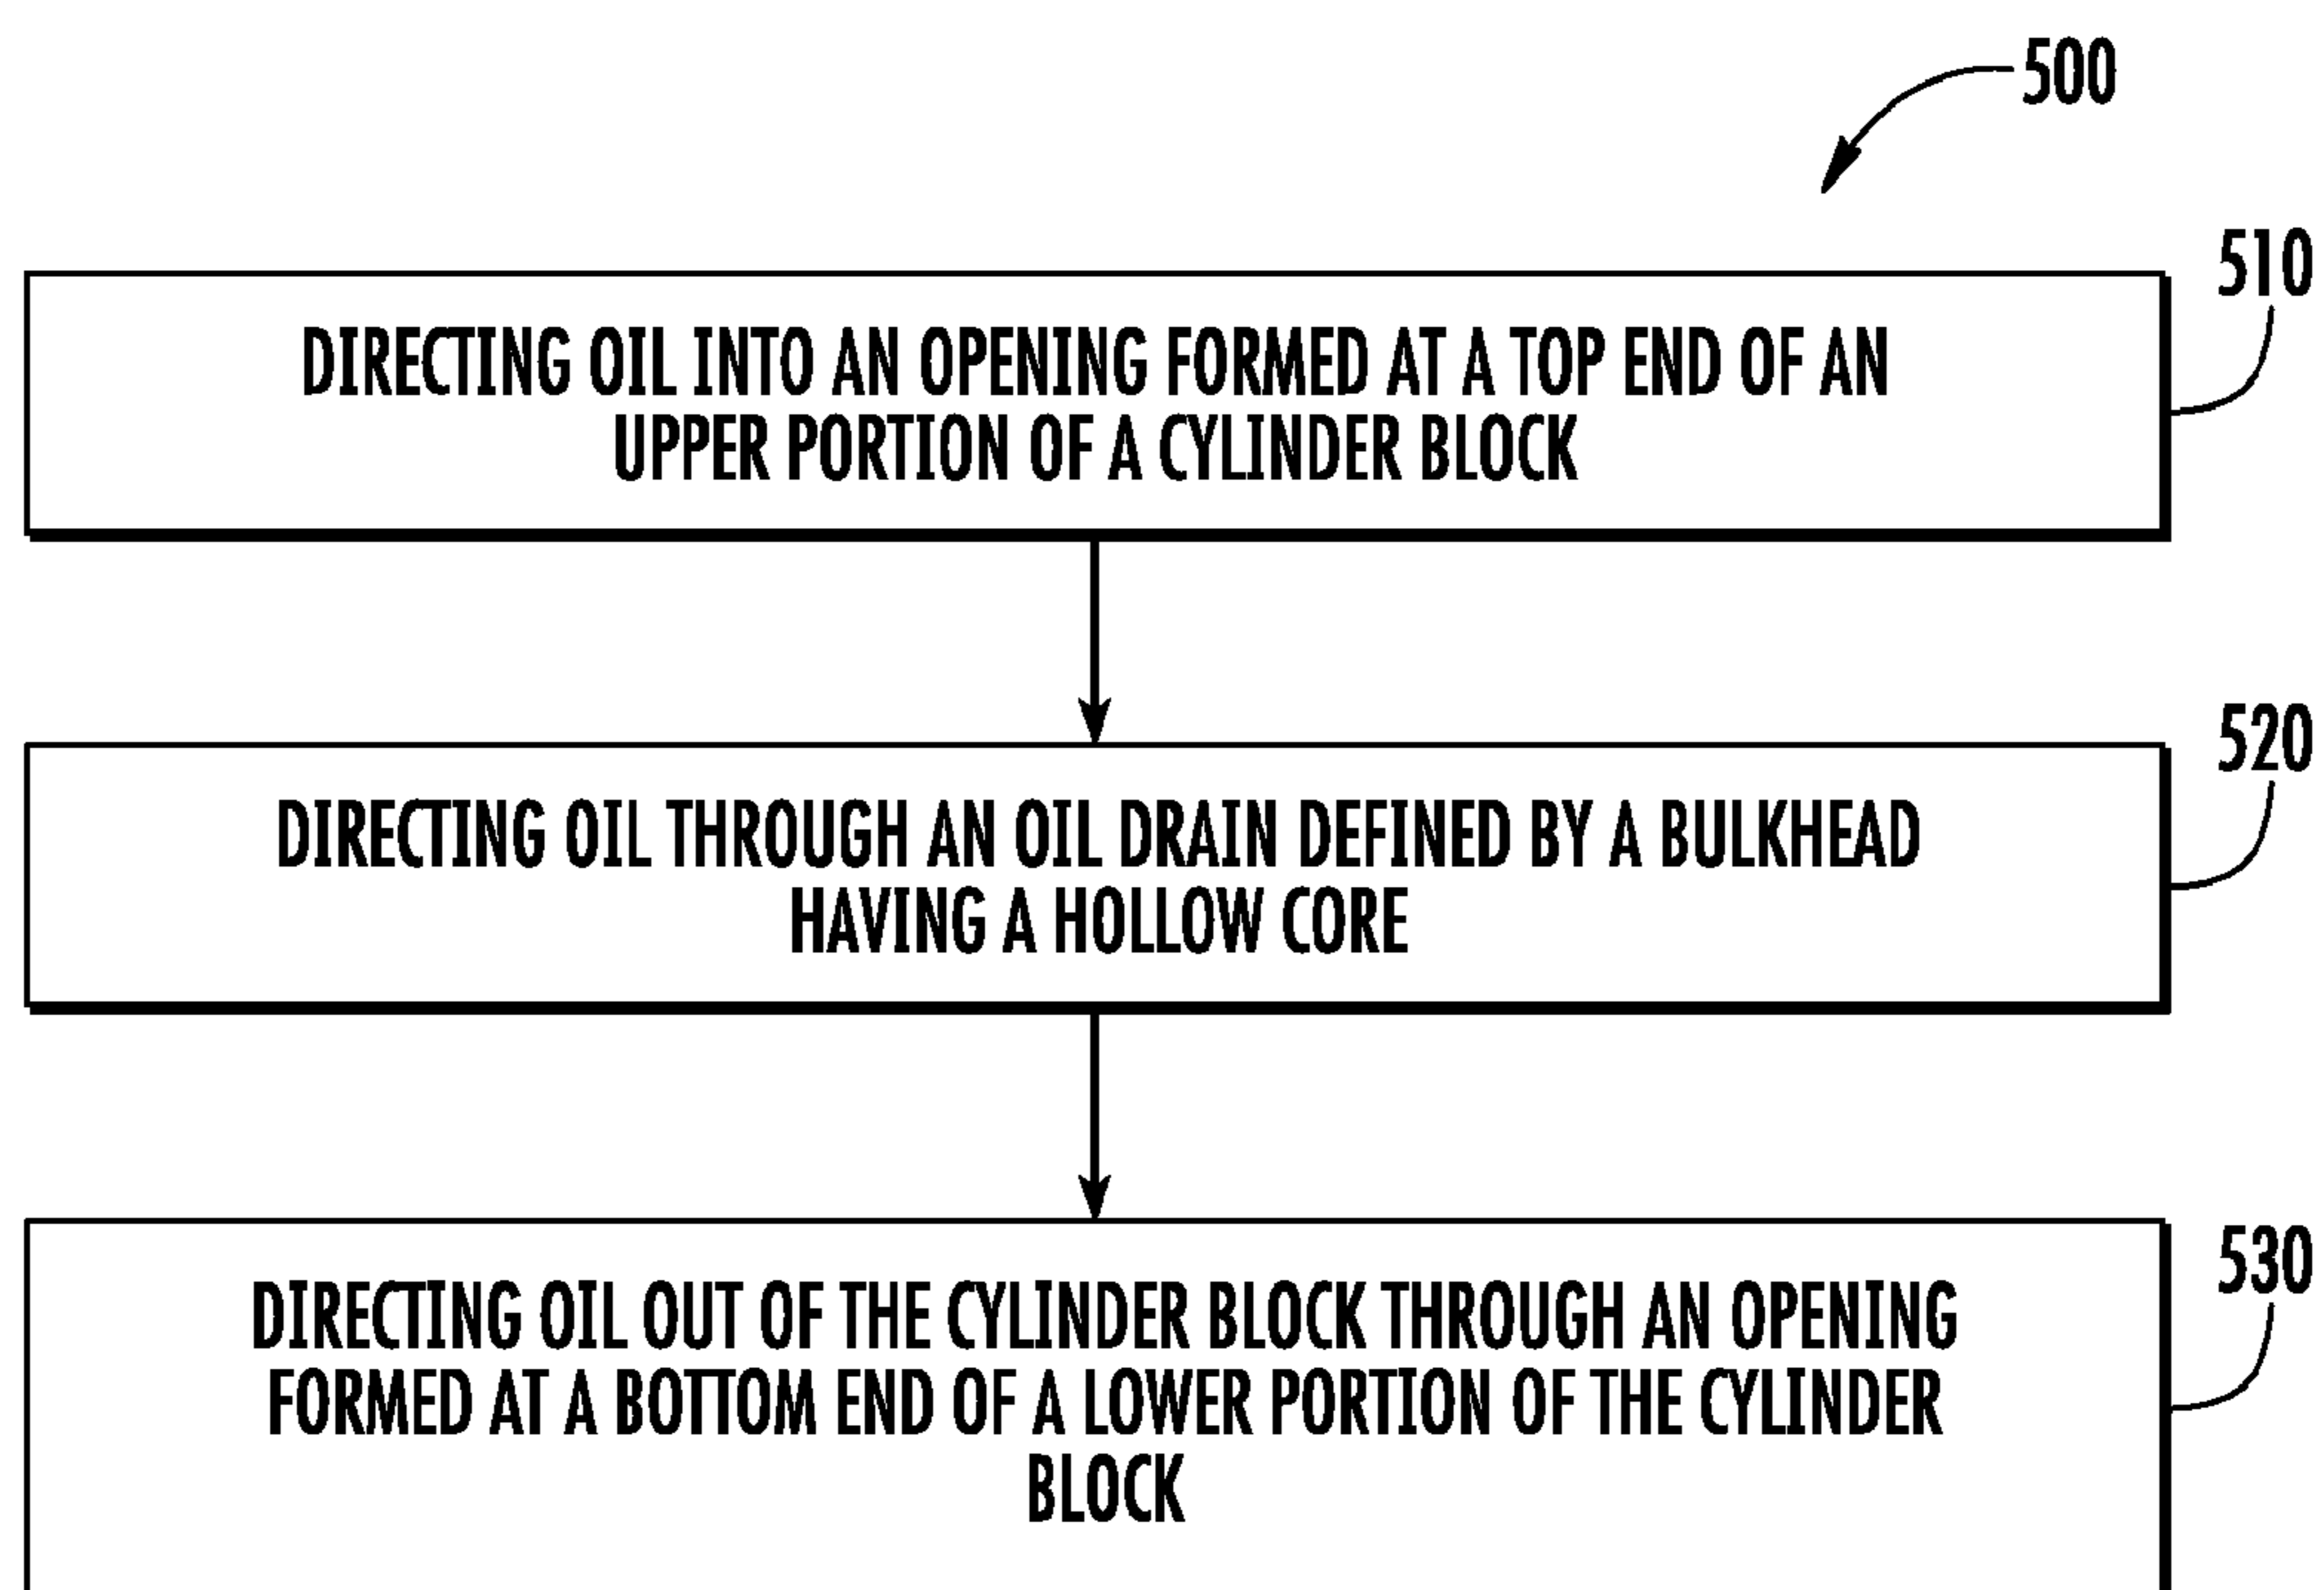 500
510
DIRECTING OIL INTO AN OPENING FORMED AT A TOP END OF AN
UPPER PORTION OF A CYLINDER BLOCK
520
DIRECTING OIL THROUGH AN OIL DRAIN DEFINED BY A BULKHEAD
HAVING A HOLLOW CORE
530
DIRECTING OIL OUT OF THE CYLINDER BLOCK THROUGH AN OPENING
FORMED AT A BOTTOM END OF A LOWER PORTION OF THE CYLINDER
BLOCK